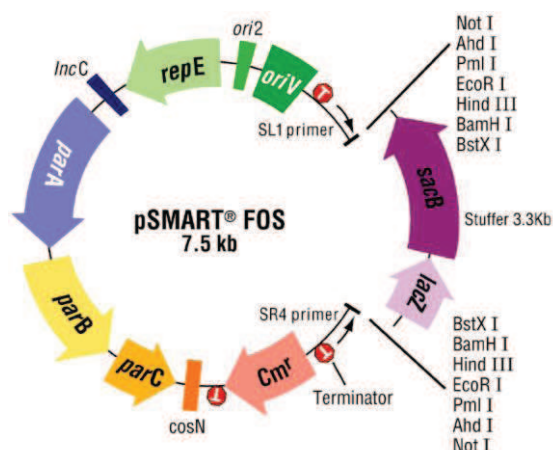 Not I
Ahd I
Pml I
EcoR I
Hind III
BamH I
BstX I
ori2
repE
oriV
IncC
T
SL1 primer
parA
sacB
pSMART® FOS
7.5 kb
Stuffer 3.3Kb
lacZ
parB
SR4 primer
parC
Cmr
T
T
cosN
Terminator
BstX I
BamH I
Hind III
EcoR I
Pml I
Ahd I
Not I